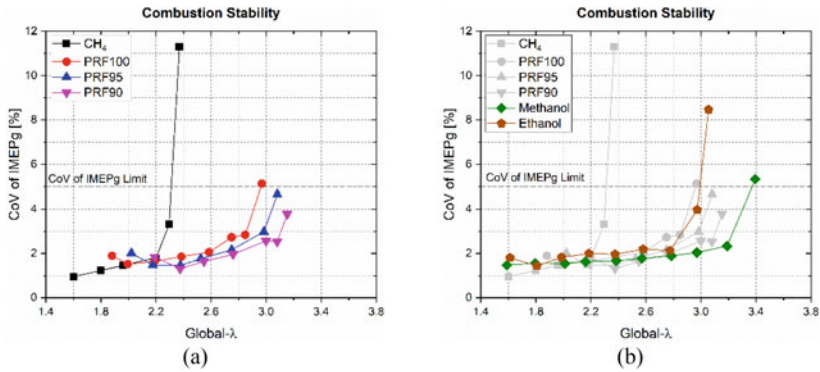 Combustion Stability
12
10
8
6
4
2
0
CoV of IMEPg [%]
CH₄
PRF100
PRF95
PRF90
CoV of IMEPg Limit
1.4 1.8 2.2 2.6 3.0 3.4 3.8
Global-λ
(a)
Combustion Stability
12
10
8
6
4
2
0
CoV of IMEPg [%]
CH₄
PRF100
PRF95
PRF90
Methanol
Ethanol
CoV of IMEPg Limit
1.4 1.8 2.2 2.6 3.0 3.4 3.8
Global-λ
(b)